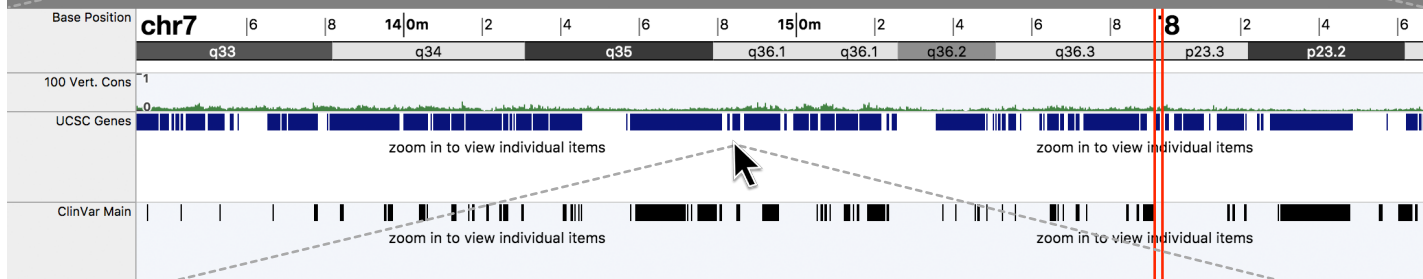 Base Position chr7 |6 |8 14|0m |2 |4 |6 |8 15|0m |2 |4 |6 |8 8 |2 |4 |6
q33 q34 q35 q36.1 q36.1 q36.2 q36.3 p23.3 p23.2
100 Vert. Cons 1
0
UCSC Genes
zoom in to view individual items zoom in to view individual items
ClinVar Main
zoom in to view individual items zoom in to view individual items